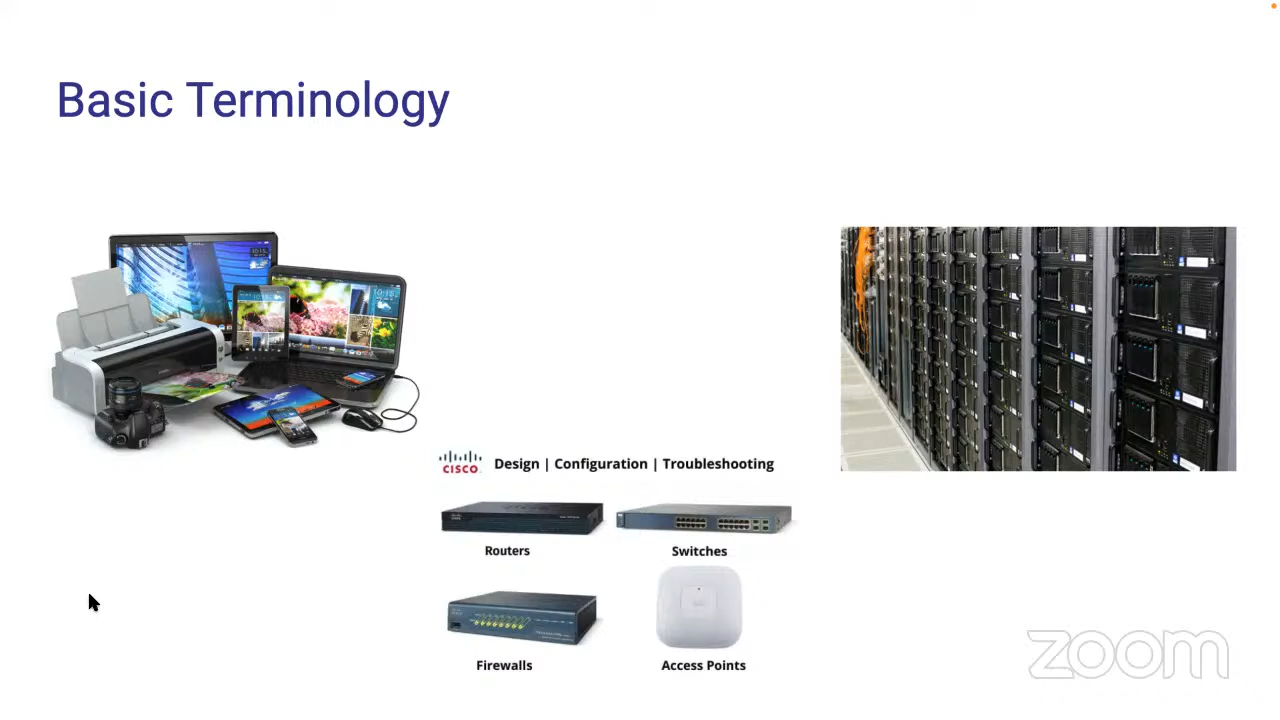 Basic Terminology
CISCO
Design | Configuration | Troubleshooting
Routers
Switches
Firewalls
Access Points
zoom